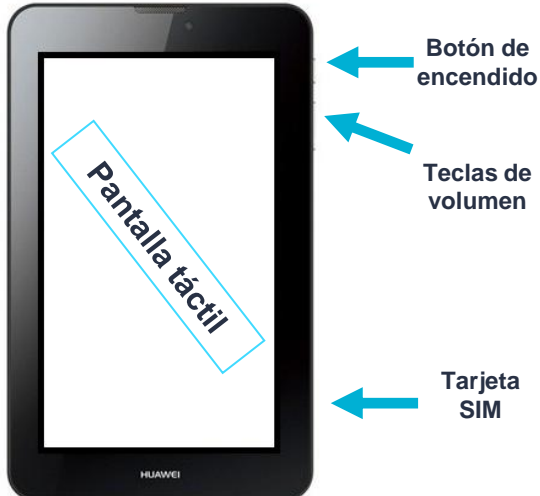 Botón de
encendido
Teclas de
volumen
Pantalla táctil
Tarjeta
SIM
HUAWEI